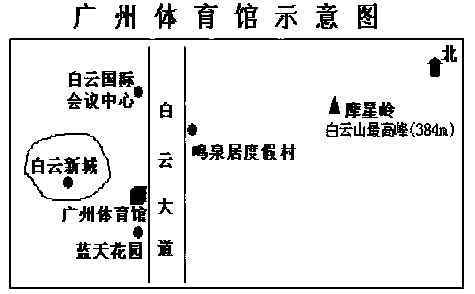 广州体育馆示意图
北
白云国际
会议中心
白云大道
摩星岭
白云山最高峰(384m)
鸣泉居度假村
白云新城
广州体育馆
蓝天花园